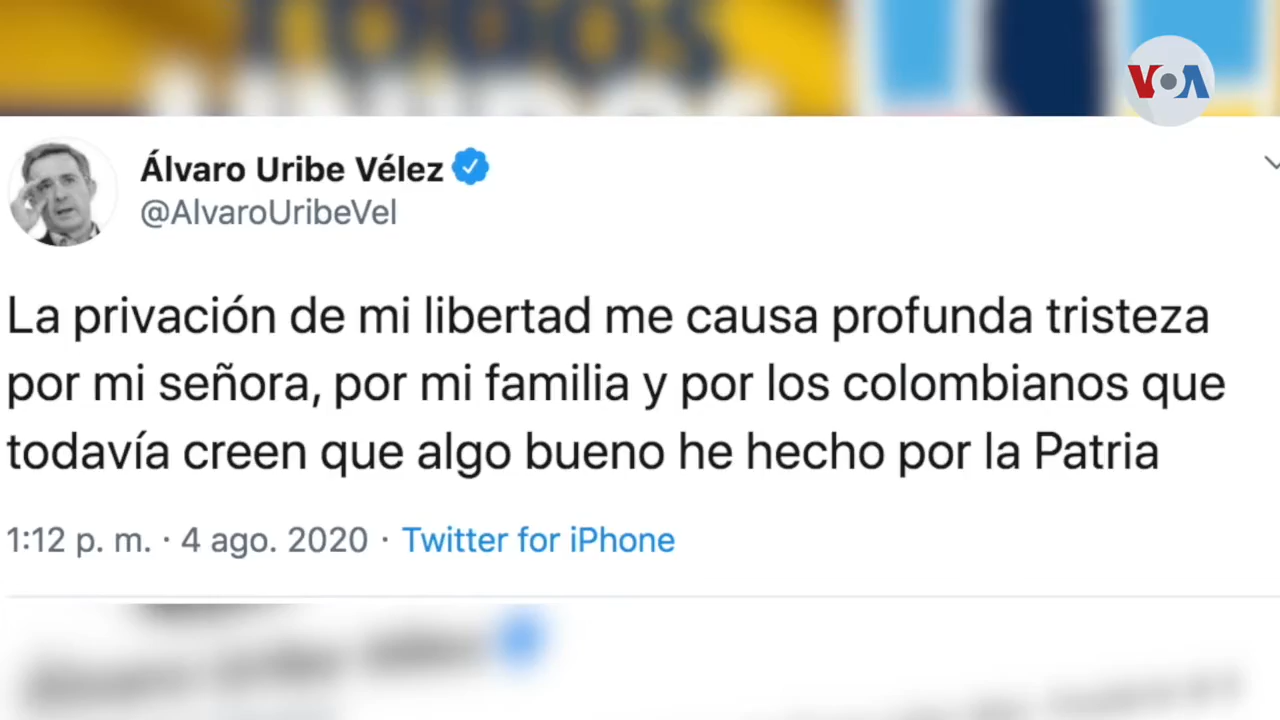 TODOS
VOA
Álvaro Uribe Vélez
@AlvaroUribeVel
La privación de mi libertad me causa profunda tristeza
por mi señora, por mi familia y por los colombianos que
todavía creen que algo bueno he hecho por la Patria
1:12 p. m. · 4 ago. 2020 · Twitter for iPhone